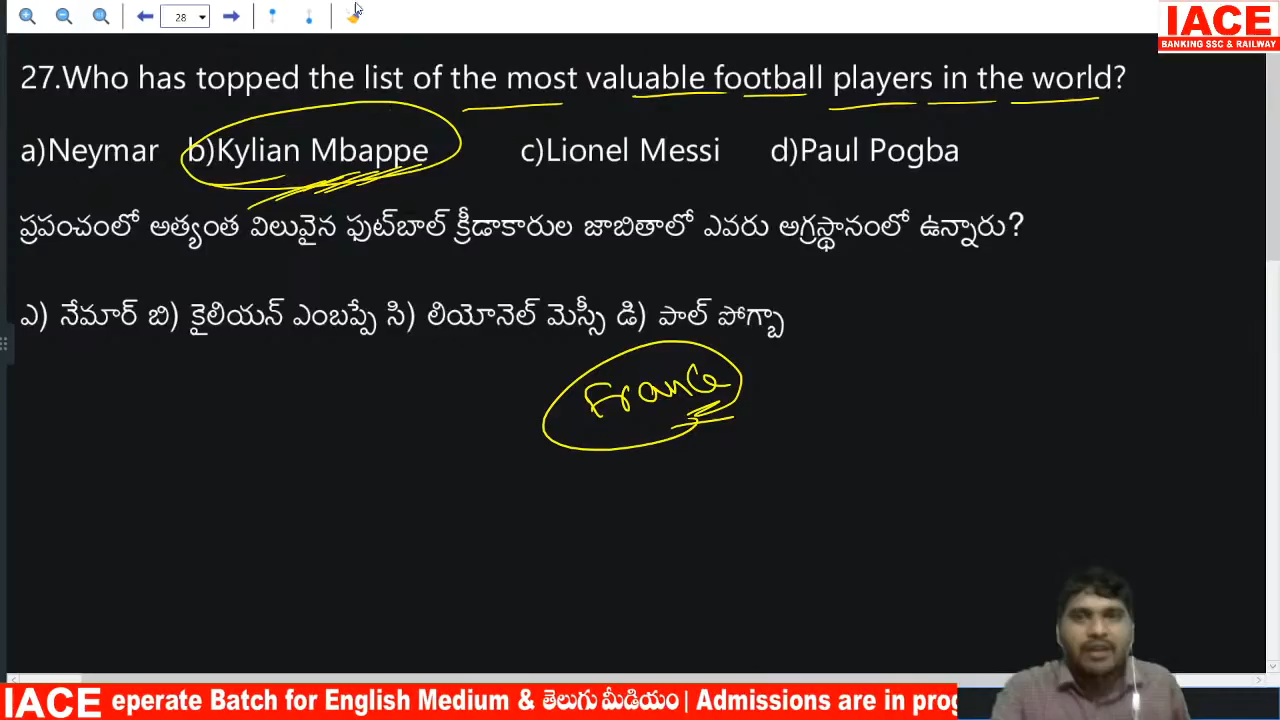 28
IACE
BANKING SSC & RAILWAY
27.Who has topped the list of the most valuable football players in the world?
a)Neymar b)Kylian Mbappe c)Lionel Messi d)Paul Pogba
ప్రపంచంలో అత్యంత విలువైన ఫుట్‌బాల్ క్రీడాకారుల జాబితాలో ఎవరు అగ్రస్థానంలో ఉన్నారు?
ఎ) నేమార్ బి) కైలియన్ ఎంబప్పే సి) లియోనెల్ మెస్సీ డి) పాల్ పోగ్బా
France
IACE eperate Batch for English Medium & తెలుగు మీడియం| Admissions are in prog